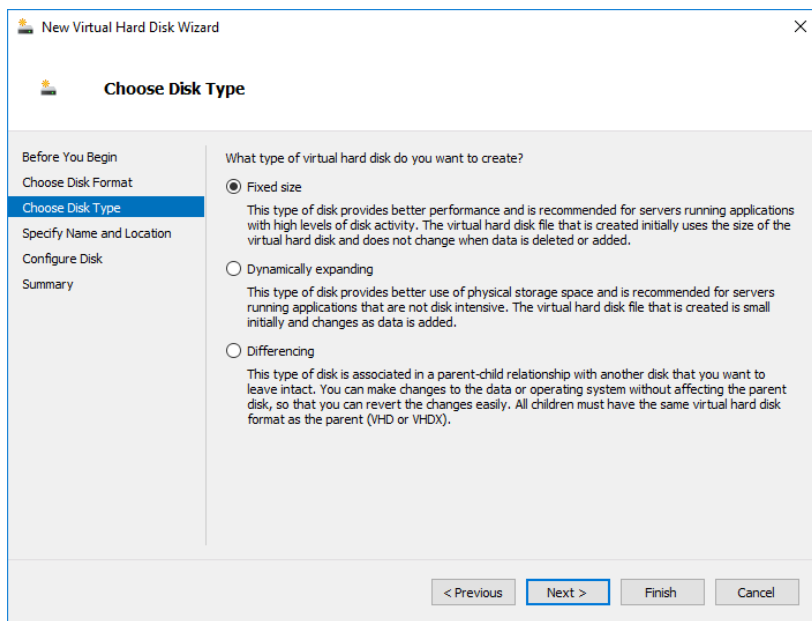 New Virtual Hard Disk Wizard
Choose Disk Type
Before You Begin
Choose Disk Format
Choose Disk Type
Specify Name and Location
Configure Disk
Summary
What type of virtual hard disk do you want to create?
Fixed size
This type of disk provides better performance and is recommended for servers running applications
with high levels of disk activity. The virtual hard disk file that is created initially uses the size of the
virtual hard disk and does not change when data is deleted or added.
Dynamically expanding
This type of disk provides better use of physical storage space and is recommended for servers
running applications that are not disk intensive. The virtual hard disk file that is created is small
initially and changes as data is added.
Differencing
This type of disk is associated in a parent-child relationship with another disk that you want to
leave intact. You can make changes to the data or operating system without affecting the parent
disk, so that you can revert the changes easily. All children must have the same virtual hard disk
format as the parent (VHD or VHDX).
< Previous
Next >
Finish
Cancel